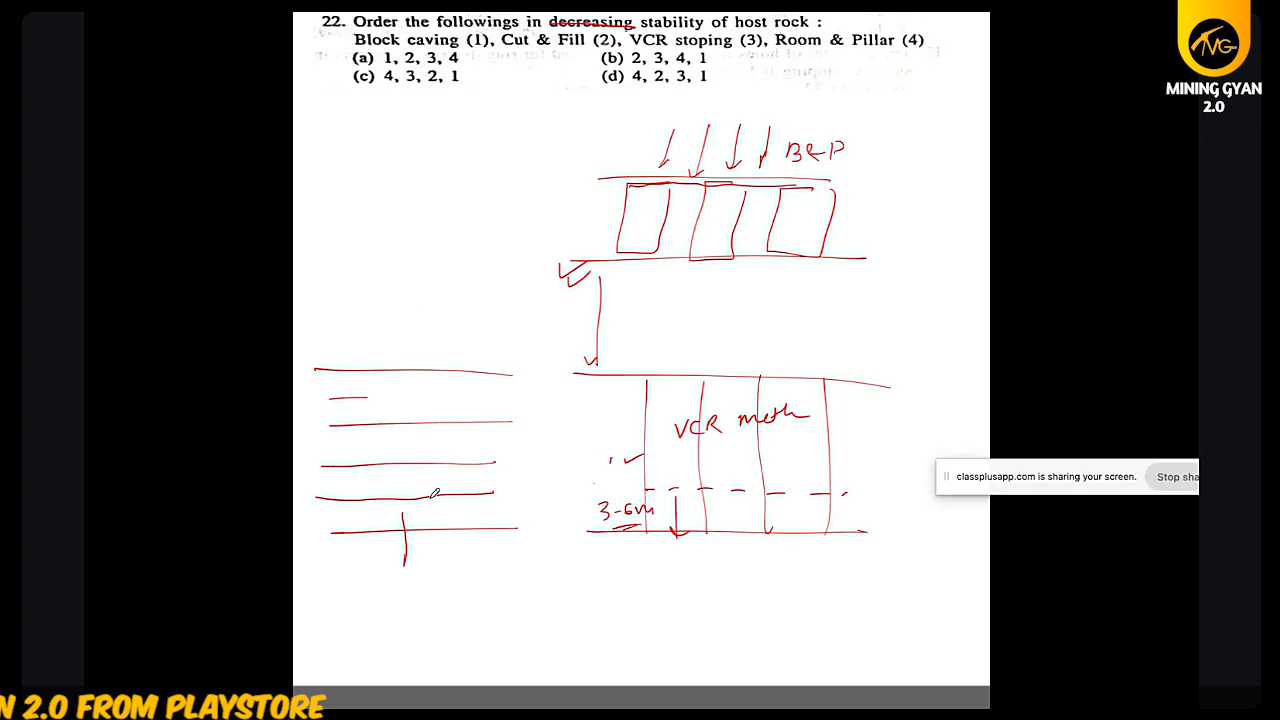 22. Order the followings in decreasing stability of host rock :
Block caving (1), Cut & Fill (2), VCR stoping (3), Room & Pillar (4)
(a) 1, 2, 3, 4 (b) 2, 3, 4, 1
(c) 4, 3, 2, 1 (d) 4, 2, 3, 1
TVG
MINING GYAN
2.0
B&P
VCR meth
3-6m
classplusapp.com is sharing your screen. Stop sha
N 2.0 FROM PLAYSTORE